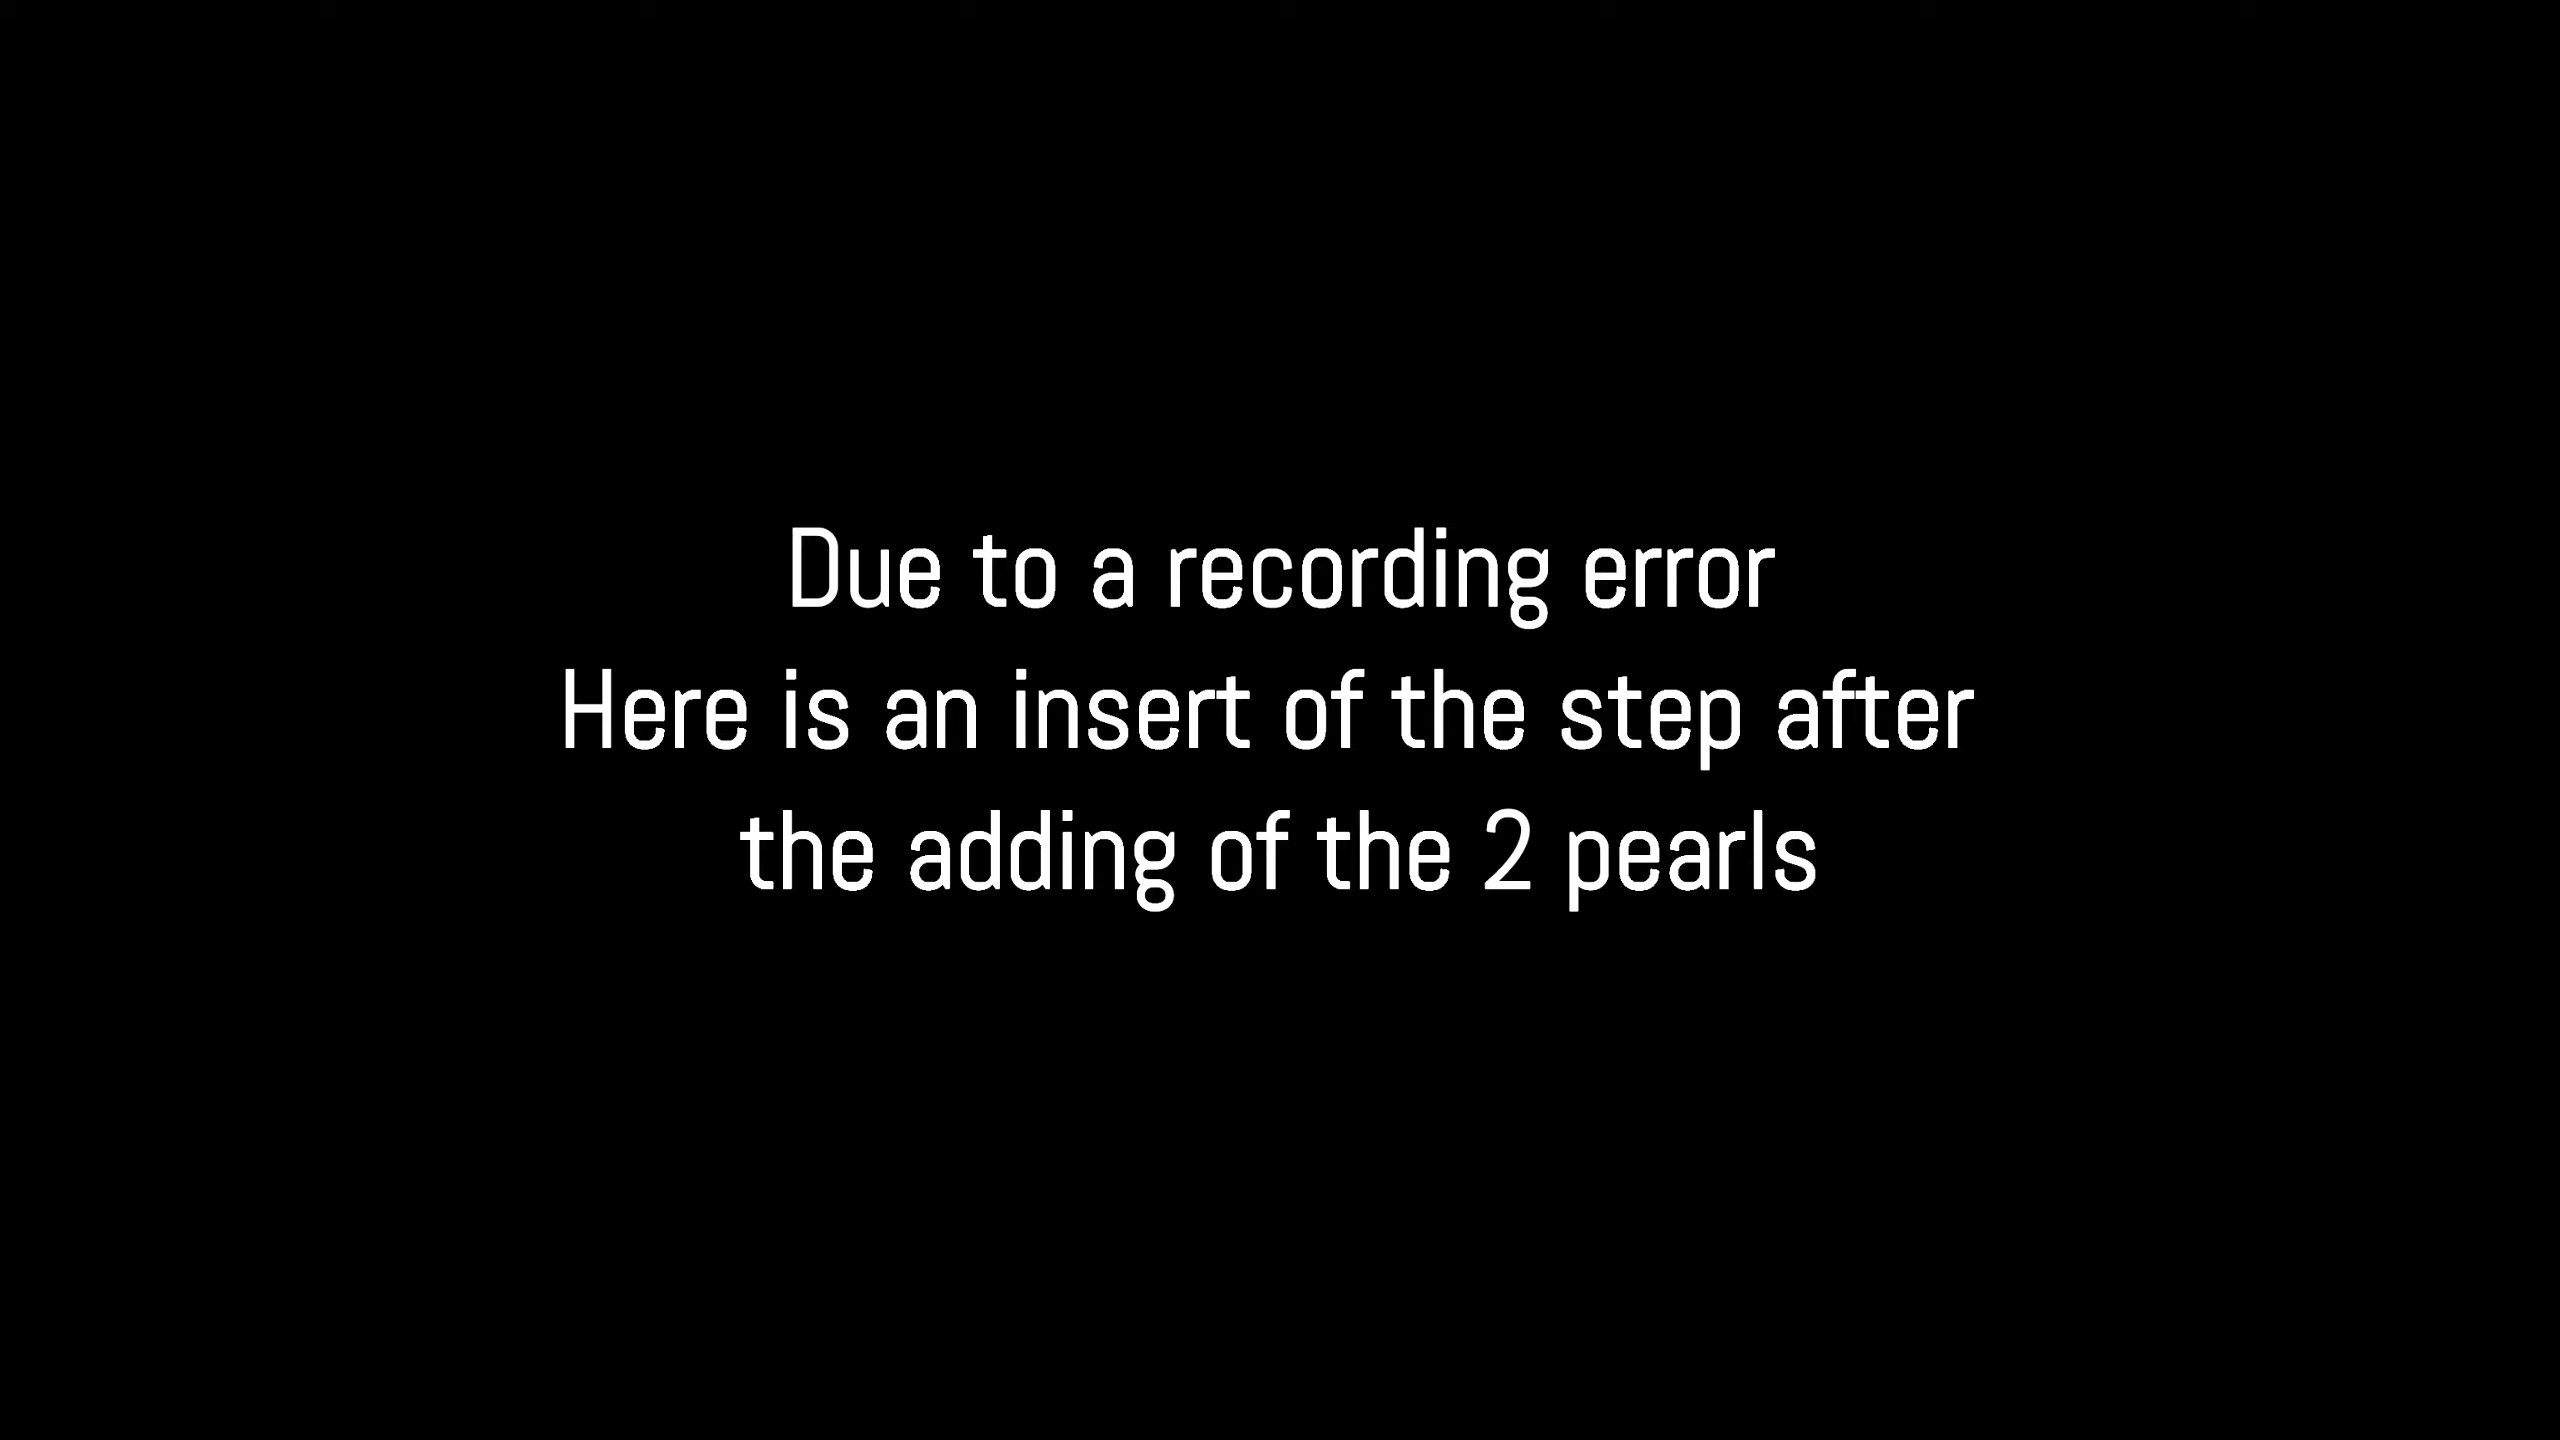 Due to a recording error
Here is an insert of the step after
the adding of the 2 pearls